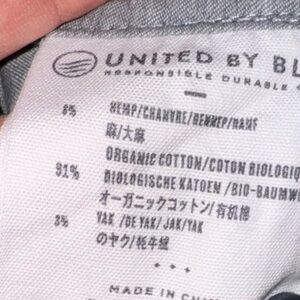 UNITED BY BL
RESPONSIBLE DURABLE
6% HEMP/CHANVRE/HENNEP/HANF
麻/大麻
ORGANIC COTTON/COTON BIOLOGIQ
91% BIOLOGISCHE KATOEN/BIO-BAUMW
オーガニックコットン/有机棉
3% YAK/DE YAK/JAK/YAK
のヤク/牦牛绒
MADE IN CHIN